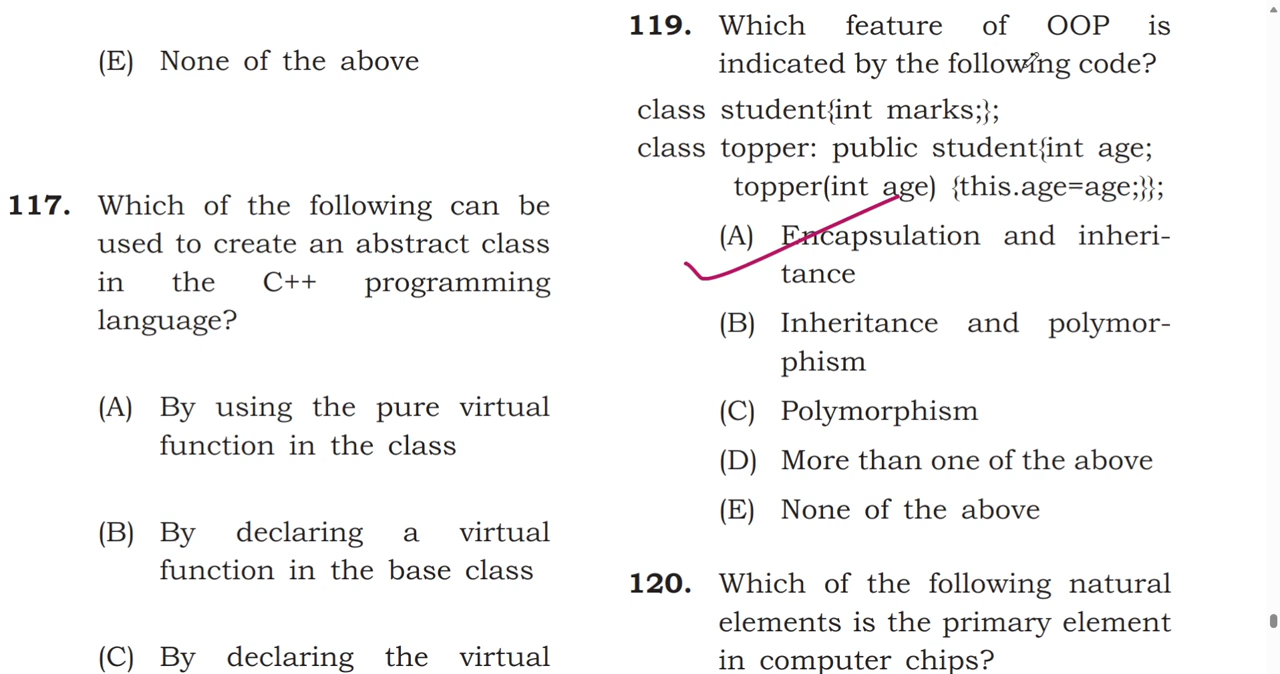 (E) None of the above
117. Which of the following can be
used to create an abstract class
in the C++ programming
language?
(A) By using the pure virtual
function in the class
(B) By declaring a virtual
function in the base class
(C) By declaring the virtual
119. Which feature of OOP is
indicated by the following code?
class student{int marks;};
class topper: public student{int age;
topper(int age) {this.age=age;}};
(A) Encapsulation and inheri-
tance
(B) Inheritance and polymor-
phism
(C) Polymorphism
(D) More than one of the above
(E) None of the above
120. Which of the following natural
elements is the primary element
in computer chips?